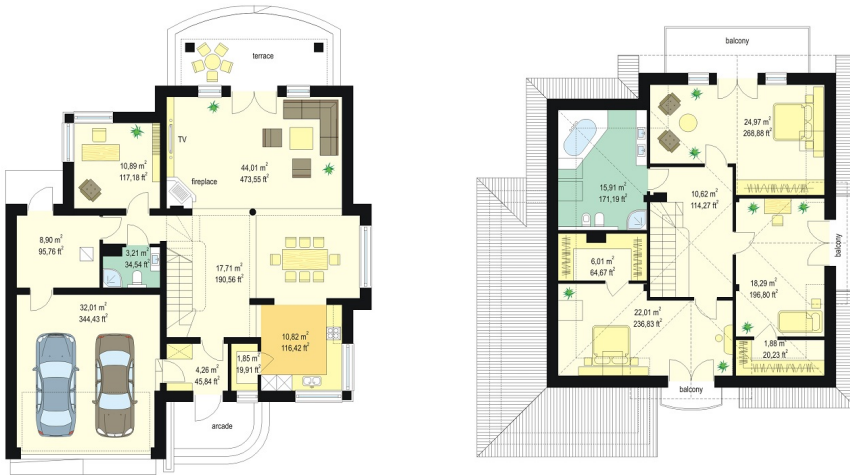 terrace
TV
fireplace
44,01 m²
473,55 ft²
10,89 m²
117,18 ft²
8,90 m²
95,76 ft²
3,21 m²
34,54 ft²
17,71 m²
190,56 ft²
32,01 m²
344,43 ft²
10,82 m²
116,42 ft²
1,85 m²
19,91 ft²
4,26 m²
45,84 ft²
arcade
balcony
24,97 m²
268,88 ft²
15,91 m²
171,19 ft²
10,62 m²
114,27 ft²
balcony
6,01 m²
64,67 ft²
18,29 m²
196,80 ft²
22,01 m²
236,83 ft²
1,88 m²
20,23 ft²
balcony